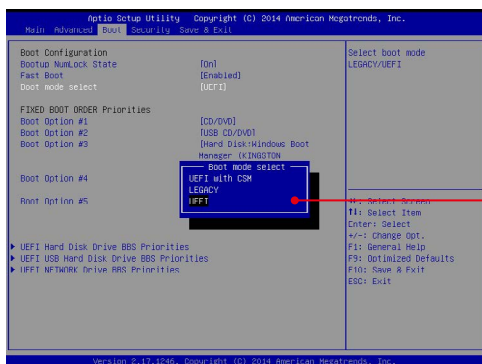 Aptio Setup Utility Copyright (C) 2014 American Megatrends, Inc.
Main Advanced Boot Security Save & Exit
Boot Configuration
Select boot mode
Bootup NumLock State [On]
LEGACY/UEFI
Fast Boot [Enabled]
Boot mode select [UEFI]
FIXED BOOT ORDER Priorities
Boot Option #1 [CD/DVD]
Boot Option #2 [USB CD/DVD]
Boot Option #3 [Hard Disk:Windows Boot
Manager (KINGSTON
Boot mode select
Boot Option #4
UEFI with CSM
LEGACY
Boot Option #5
UEFI
Select Screen
↑↓: Select Item
Enter: Select
+/-: Change Opt.
UEFI Hard Disk Drive BBS Priorities
F1: General Help
UEFI USB Hard Disk Drive BBS Priorities
F9: Optimized Defaults
UEFI NETWORK Drive BBS Priorities
F10: Save & Exit
ESC: Exit
Version 2.17.1246. Copyright (C) 2014 American Megatrends, Inc.